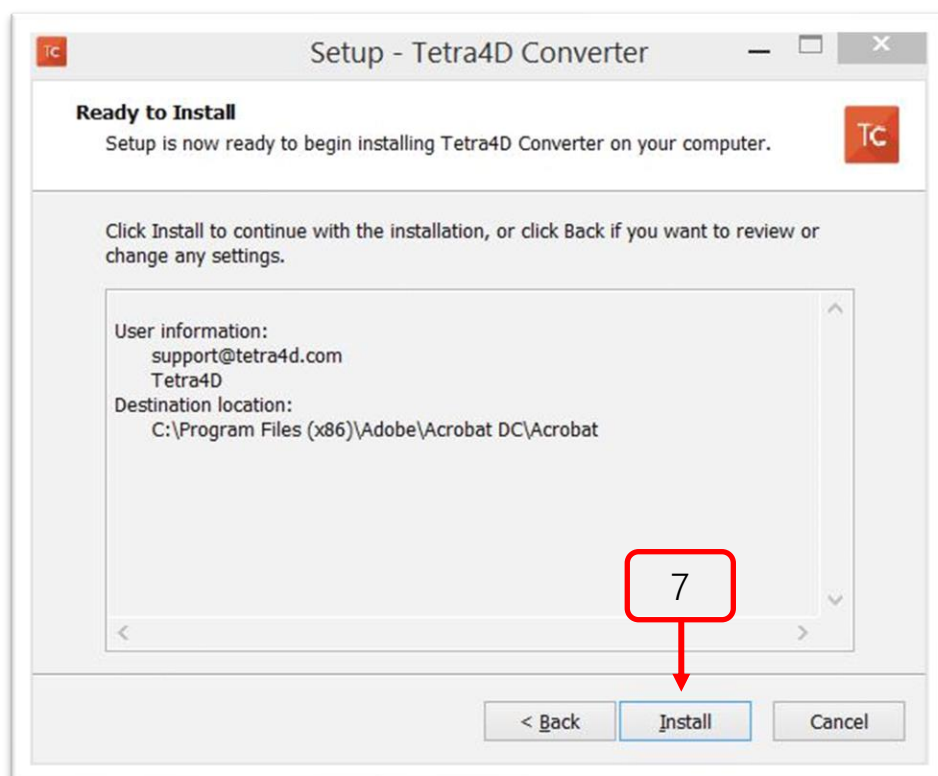 TC
Setup - Tetra4D Converter
Ready to Install
Setup is now ready to begin installing Tetra4D Converter on your computer.
TC
Click Install to continue with the installation, or click Back if you want to review or
change any settings.
User information:
support@tetra4d.com
Tetra4D
Destination location:
C:\Program Files (x86)\Adobe\Acrobat DC\Acrobat
7
< Back Install Cancel